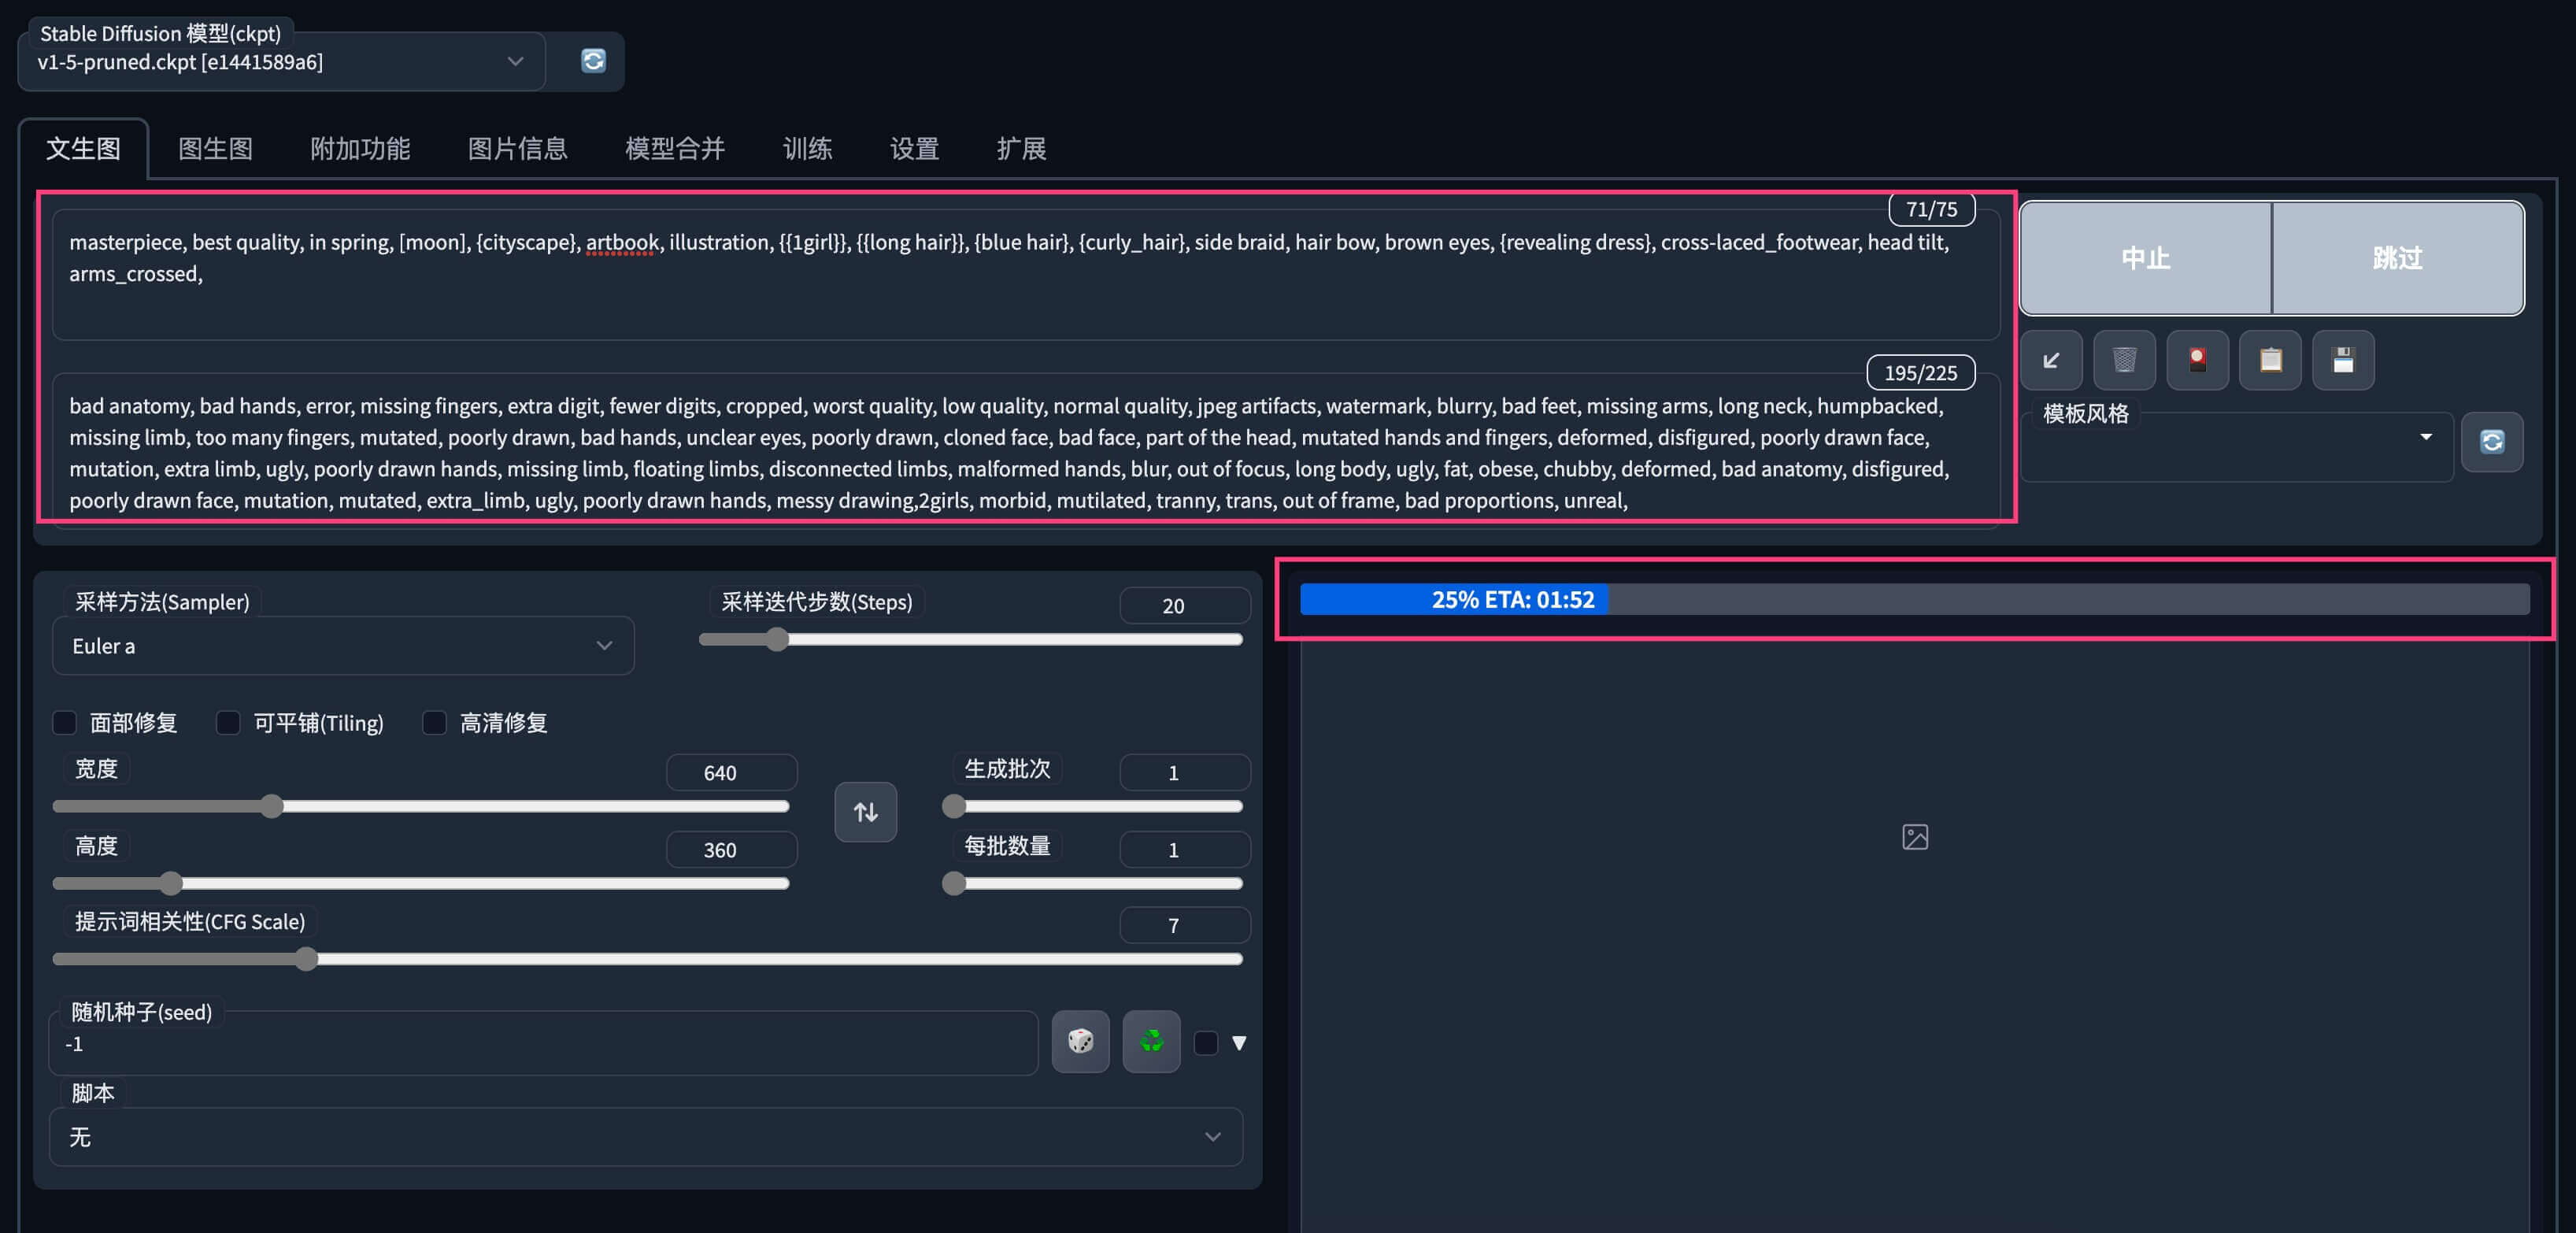 Stable Diffusion 模型(ckpt)
v1-5-pruned.ckpt [e1441589a6]
文生图 图生图 附加功能 图片信息 模型合并 训练 设置 扩展
71/75
masterpiece, best quality, in spring, [moon], {cityscape}, artbook, illustration, {{1girl}}, {{long hair}}, {blue hair}, {curly_hair}, side braid, hair bow, brown eyes, {revealing dress}, cross-laced_footwear, head tilt,
arms_crossed,
中止 跳过
195/225
bad anatomy, bad hands, error, missing fingers, extra digit, fewer digits, cropped, worst quality, low quality, normal quality, jpeg artifacts, watermark, blurry, bad feet, missing arms, long neck, humpbacked,
missing limb, too many fingers, mutated, poorly drawn, bad hands, unclear eyes, poorly drawn, cloned face, bad face, part of the head, mutated hands and fingers, deformed, disfigured, poorly drawn face,
mutation, extra limb, ugly, poorly drawn hands, missing limb, floating limbs, disconnected limbs, malformed hands, blur, out of focus, long body, ugly, fat, obese, chubby, deformed, bad anatomy, disfigured,
poorly drawn face, mutation, mutated, extra_limb, ugly, poorly drawn hands, messy drawing,2girls, morbid, mutilated, tranny, trans, out of frame, bad proportions, unreal,
模板风格
采样方法(Sampler)
Euler a
采样迭代步数(Steps) 20
25% ETA: 01:52
面部修复 可平铺(Tiling) 高清修复
宽度 640
生成批次 1
高度 360
每批数量 1
提示词相关性(CFG Scale) 7
随机种子(seed)
-1
脚本
无